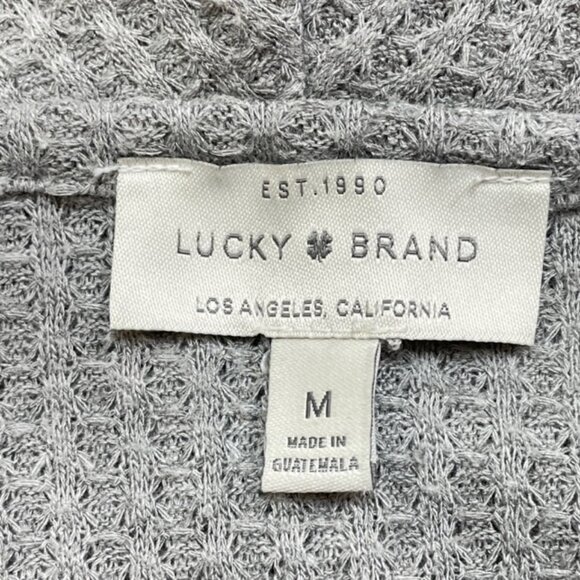 EST.1990
LUCKY BRAND
LOS ANGELES, CALIFORNIA
M
MADE IN
GUATEMALA